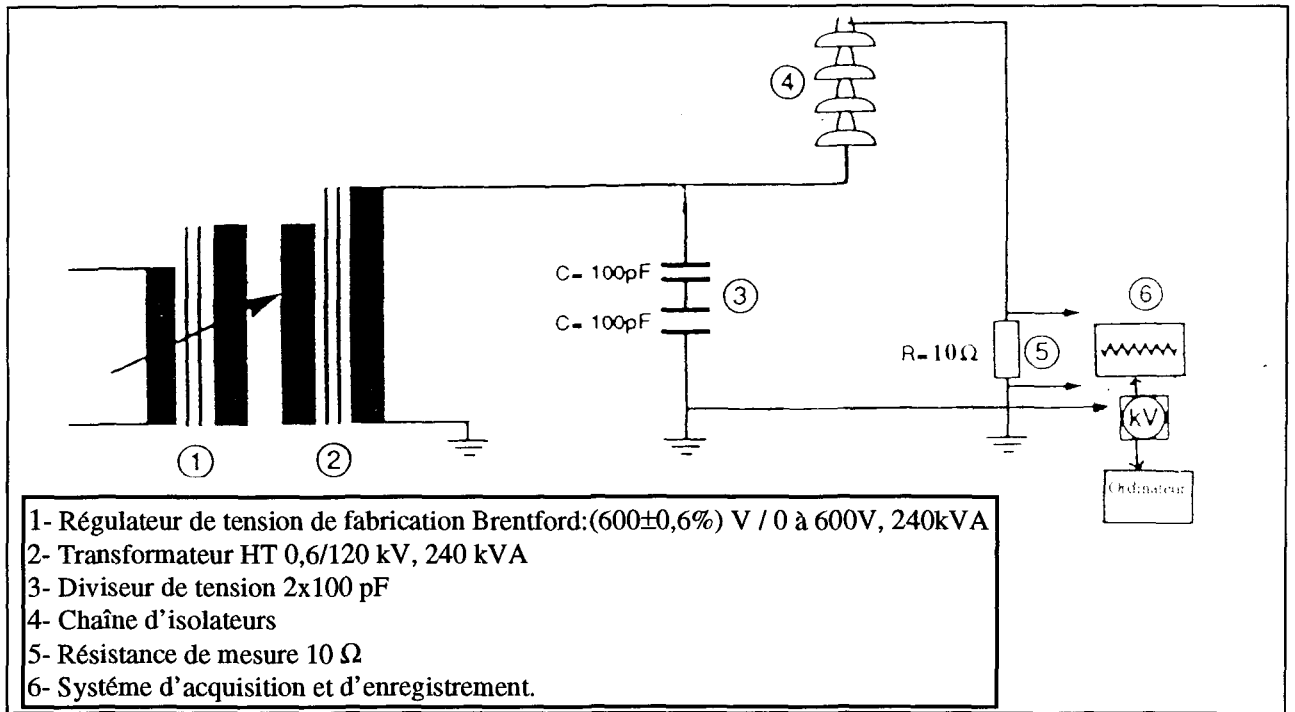 4
C= 100pF
3
C= 100pF
6
R=10Ω
5
kV
1
2
Ordinateur
1- Régulateur de tension de fabrication Brentford:(600±0,6%) V / 0 à 600V, 240kVA
2- Transformateur HT 0,6/120 kV, 240 kVA
3- Diviseur de tension 2x100 pF
4- Chaîne d'isolateurs
5- Résistance de mesure 10 Ω
6- Systéme d'acquisition et d'enregistrement.